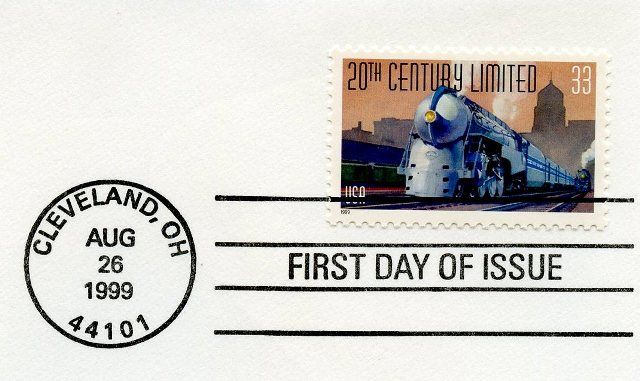 20TH CENTURY LIMITED 33
USA
1999
CLEVELAND, OH
AUG
26
1999
44101
FIRST DAY OF ISSUE